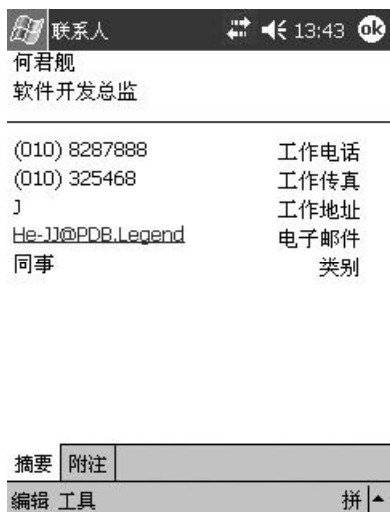 联系人 13:43 ok
何君舰
软件开发总监
(010) 8287888 工作电话
(010) 325468 工作传真
J 工作地址
He-JJ@PDB.Legend 电子邮件
同事 类别
摘要 附注
编辑 工具 拼